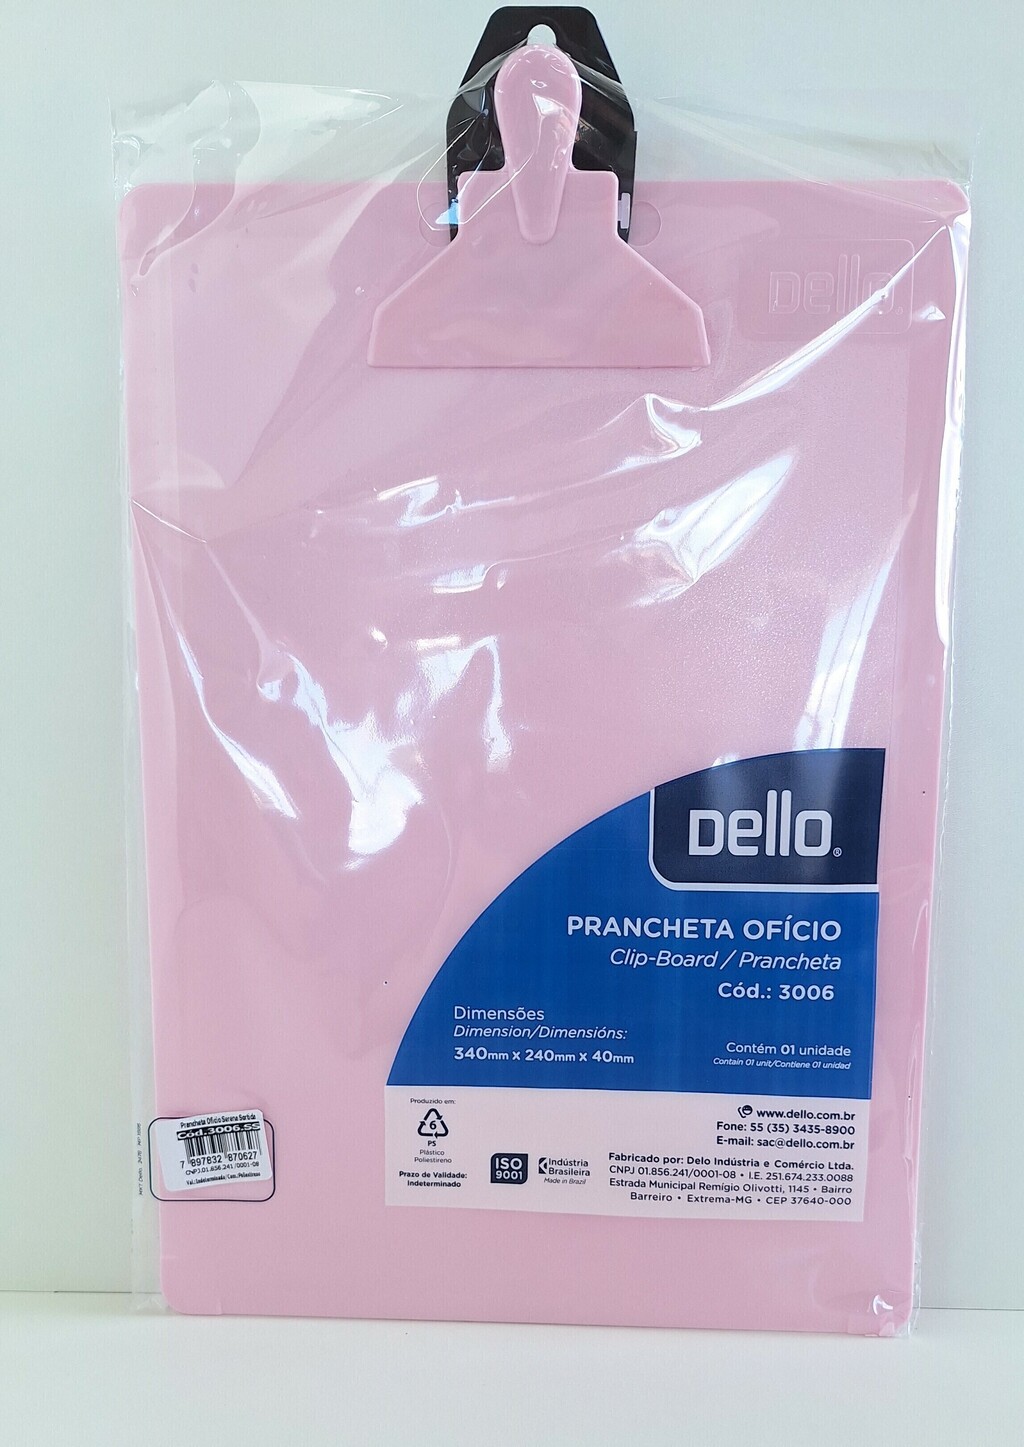 Dello.
Dello®
PRANCHETA OFÍCIO
Clip-Board / Prancheta
Cód.: 3006
Dimensões
Dimension/Dimensións:
340mm x 240mm x 40mm
Contém 01 unidade
Contain 01 unit/Contiene 01 unidad
Produzido em:
6
PS
Plástico
Poliestireno
Prazo de Validade:
Indeterminado
ISO
9001
Indústria
Brasileira
Made in Brazil
www.dello.com.br
Fone: 55 (35) 3435-8900
E-mail: sac@dello.com.br
Fabricado por: Delo Indústria e Comércio Ltda.
CNPJ 01.856.241/0001-08 • I.E. 251.674.233.0088
Estrada Municipal Remígio Olivotti, 1145 • Bairro
Barreiro • Extrema-MG • CEP 37640-000
Prancheta Ofício Serena Sortida
Cód.3006.SS
7 897832 870627
CNPJ.01.856.241/0001-08
Val.:Indeterminada/Com.:Poliestireno